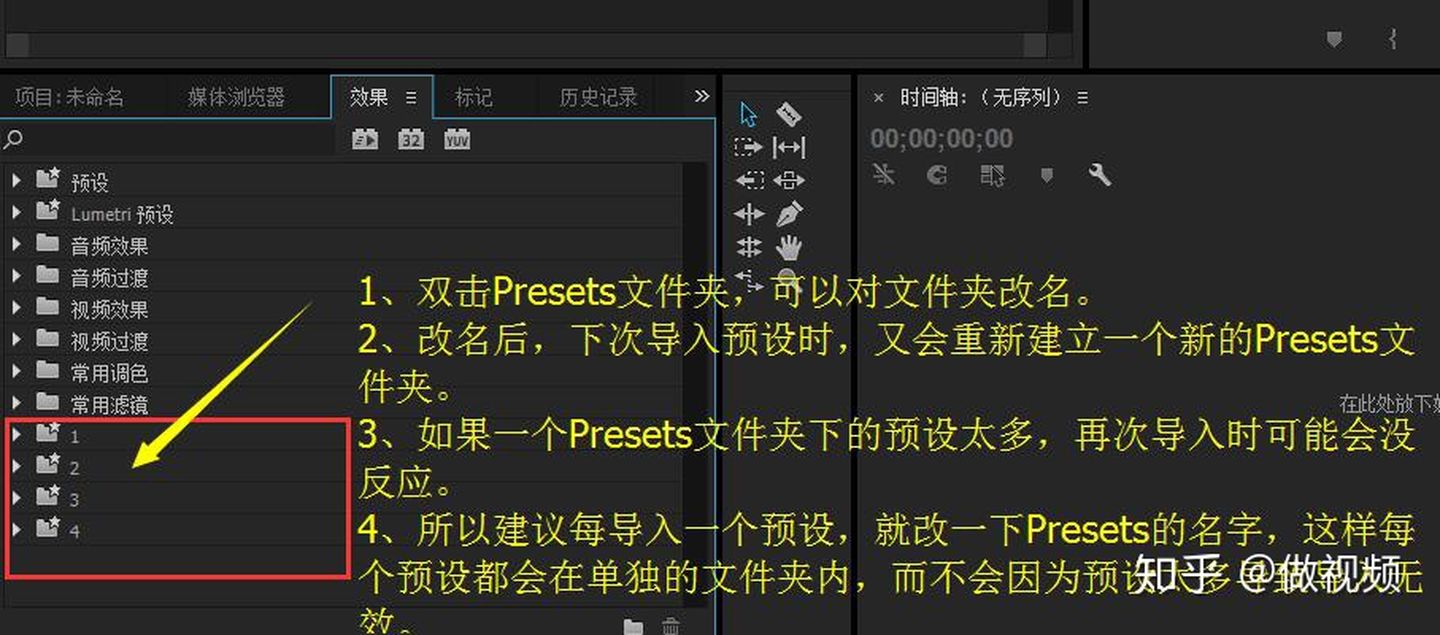 项目:未命名
媒体浏览器
效果
标记
历史记录
时间轴:(无序列)
00;00;00;00
32
YUV
预设
Lumetri 预设
音频效果
音频过渡
视频效果
视频过渡
常用调色
常用滤镜
1
2
3
4
1、双击Presets文件夹，可以对文件夹改名。
2、改名后，下次导入预设时，又会重新建立一个新的Presets文
件夹。
在此处放下
3、如果一个Presets文件夹下的预设太多，再次导入时可能会没
反应。
4、所以建议每导入一个预设，就改一下Presets的名字，这样每
个预设都会在单独的文件夹内，而不会因为预设太多
效。
知乎 @做视频